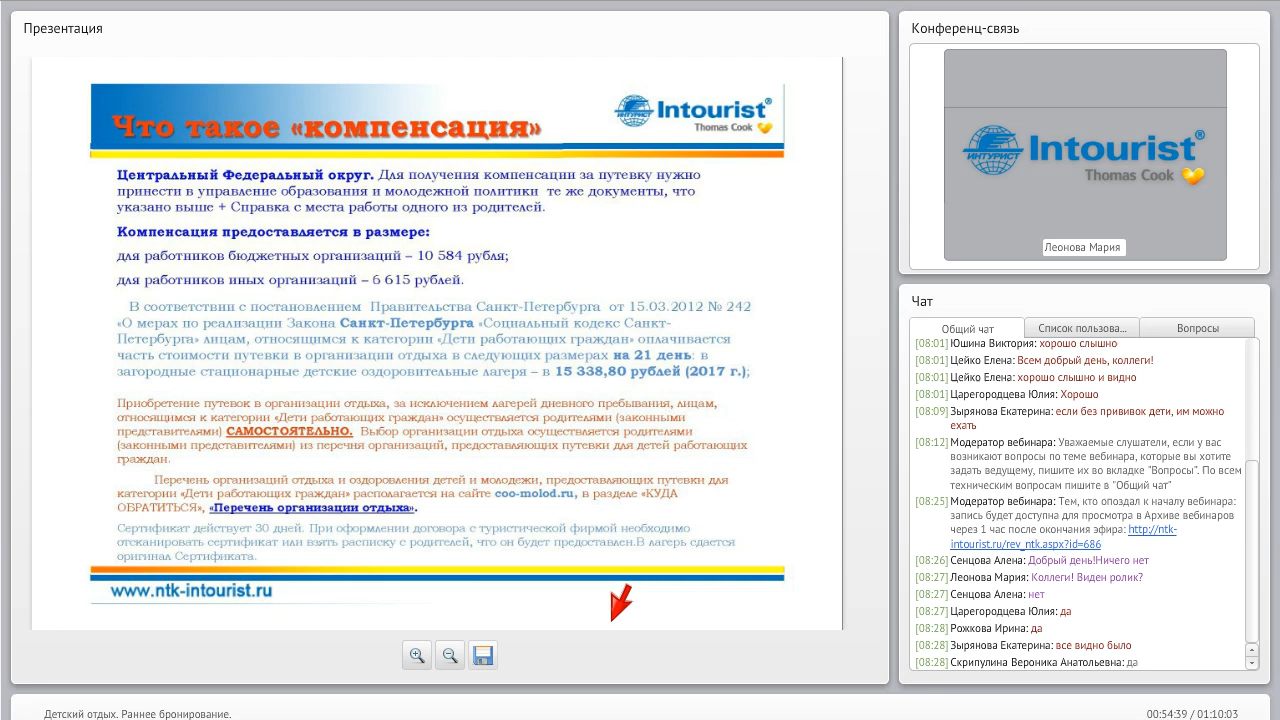 Презентация
Что такое «компенсация»
Intourist®
Thomas Cook
Центральный Федеральный округ. Для получения компенсации за путевку нужно
принести в управление образования и молодежной политики те же документы, что
указано выше + Справка с места работы одного из родителей.
Компенсация предоставляется в размере:
для работников бюджетных организаций – 10 584 рубля;
для работников иных организаций – 6 615 рублей.
В соответствии с постановлением Правительства Санкт-Петербурга от 15.03.2012 № 242
«О мерах по реализации Закона Санкт-Петербурга «Социальный кодекс Санкт-
Петербурга» лицам, относящимся к категории «Дети работающих граждан» оплачивается
часть стоимости путевки в организации отдыха в следующих размерах на 21 день: в
загородные стационарные детские оздоровительные лагеря – в 15 338,80 рублей (2017 г.);
Приобретение путевок в организации отдыха, за исключением лагерей дневного пребывания, лицам,
относящимся к категории «Дети работающих граждан» осуществляется родителями (законными
представителями) САМОСТОЯТЕЛЬНО. Выбор организации отдыха осуществляется родителями
(законными представителями) из перечня организаций, предоставляющих путевки для детей работающих
граждан.
Перечень организаций отдыха и оздоровления детей и молодежи, предоставляющих путевки для
категории «Дети работающих граждан» располагается на сайте coo-molod.ru, в разделе «КУДА
ОБРАТИТЬСЯ», «Перечень организации отдыха».
Сертификат действует 30 дней. При оформлении договора с туристической фирмой необходимо
отсканировать сертификат или взять расписку с родителей, что он будет предоставлен.В лагерь сдается
оригинал Сертификата.
www.ntk-intourist.ru
Конференц-связь
ИНТУРИСТ
Intourist®
Thomas Cook
Леонова Мария
Чат
Общий чат
Список пользова...
Вопросы
[08:01] Юшина Виктория: хорошо слышно
[08:01] Цейко Елена: Всем добрый день, коллеги!
[08:01] Цейко Елена: хорошо слышно и видно
[08:01] Царегородцева Юлия: Хорошо
[08:09] Зырянова Екатерина: если без прививок дети, им можно
ехать
[08:12] Модератор вебинара: Уважаемые слушатели, если у вас
возникают вопросы по теме вебинара, которые вы хотите
задать ведущему, пишите их во вкладке "Вопросы". По всем
техническим вопросам пишите в "Общий чат"
[08:25] Модератор вебинара: Тем, кто опоздал к началу вебинара:
запись будет доступна для просмотра в Архиве вебинаров
через 1 час после окончания эфира: http://ntk-
intourist.ru/rev_ntk.aspx?id=686
[08:26] Сенцова Алена: Добрый день!Ничего нет
[08:27] Леонова Мария: Коллеги! Виден ролик?
[08:27] Сенцова Алена: нет
[08:27] Царегородцева Юлия: да
[08:28] Рожкова Ирина: да
[08:28] Зырянова Екатерина: все видно было
[08:28] Скрипулина Вероника Анатольевна: да
Детский отдых. Раннее бронирование.
00:54:39 / 01:10:03